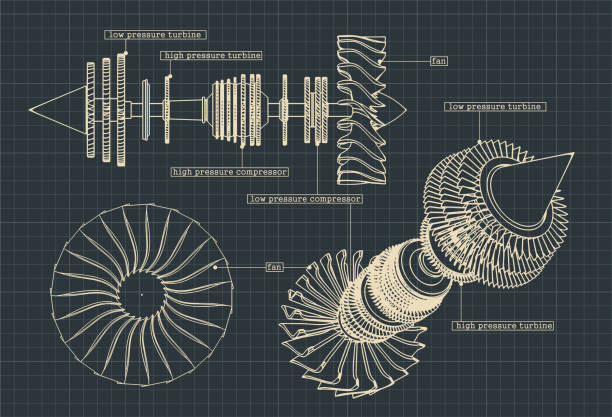 low pressure turbine
high pressure turbine
fan
low pressure turbine
high pressure compressor
low pressure compressor
fan
high pressure turbine